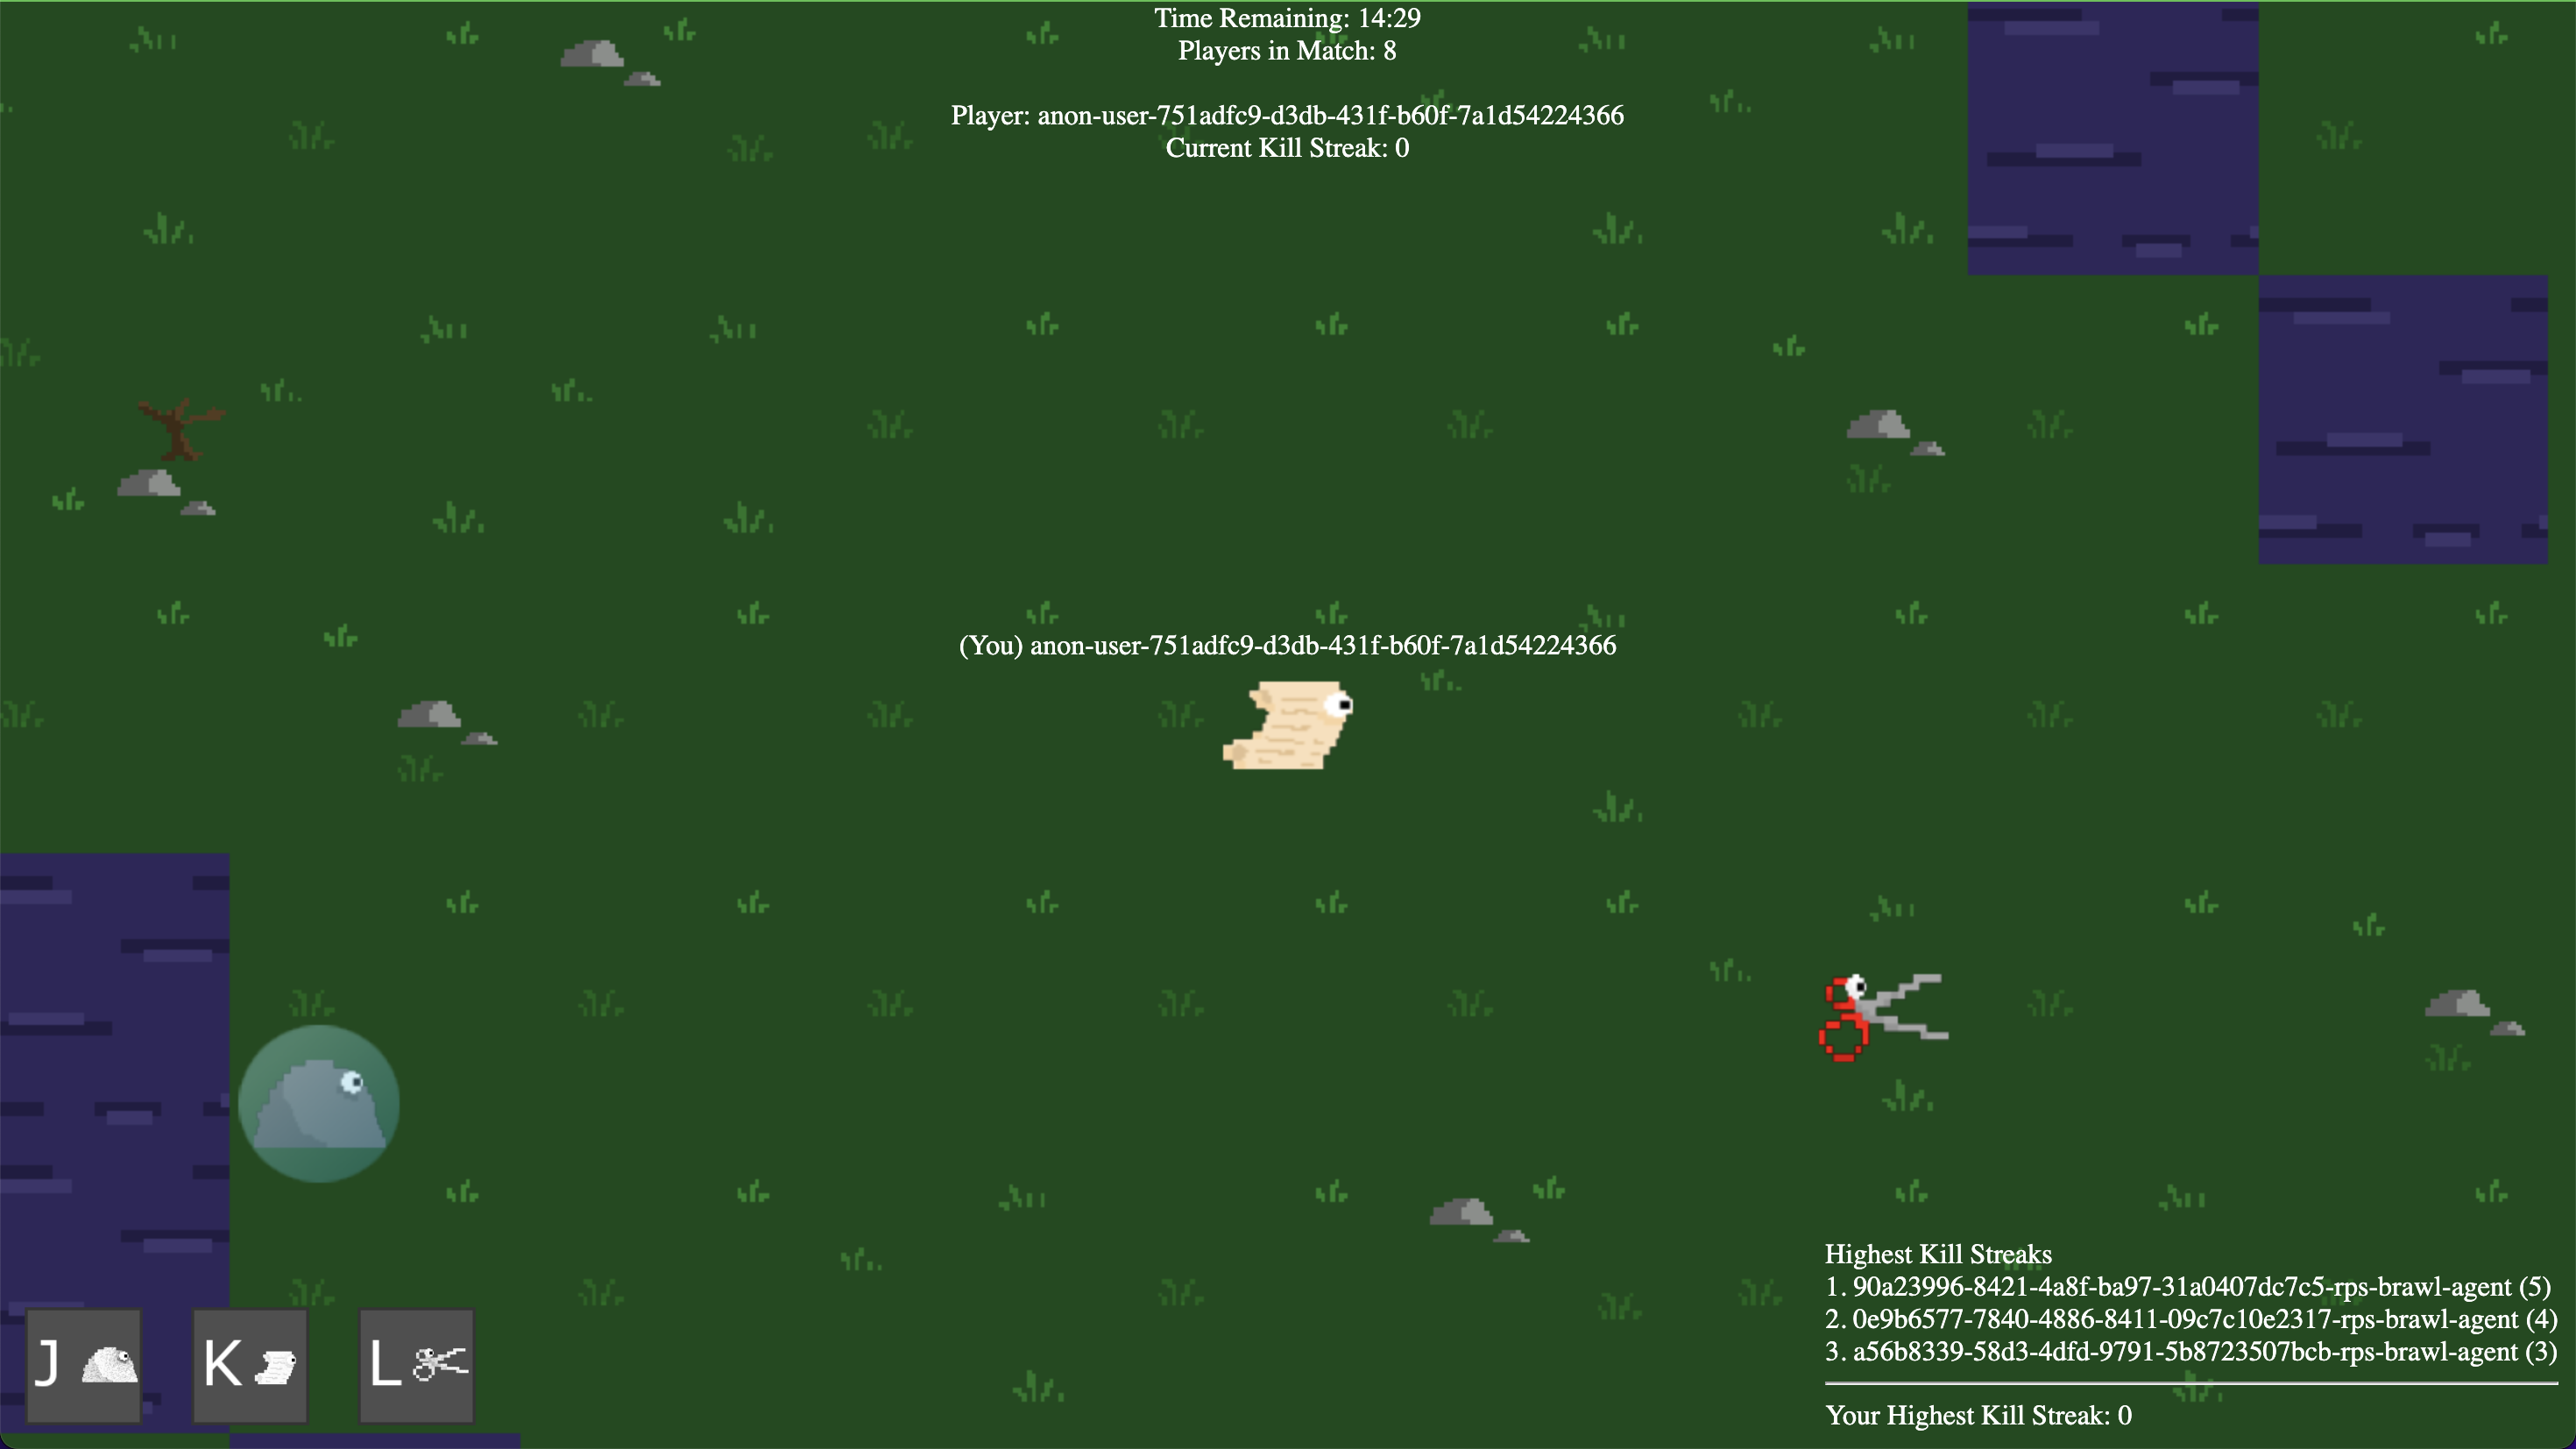 Time Remaining: 14:29
Players in Match: 8
Player: anon-user-751adfc9-d3db-431f-b60f-7a1d54224366
Current Kill Streak: 0
(You) anon-user-751adfc9-d3db-431f-b60f-7a1d54224366
Highest Kill Streaks
1. 90a23996-8421-4a8f-ba97-31a0407dc7c5-rps-brawl-agent (5)
2. 0e9b6577-7840-4886-8411-09c7c10e2317-rps-brawl-agent (4)
3. a56b8339-58d3-4dfd-9791-5b8723507bcb-rps-brawl-agent (3)
Your Highest Kill Streak: 0
J K L